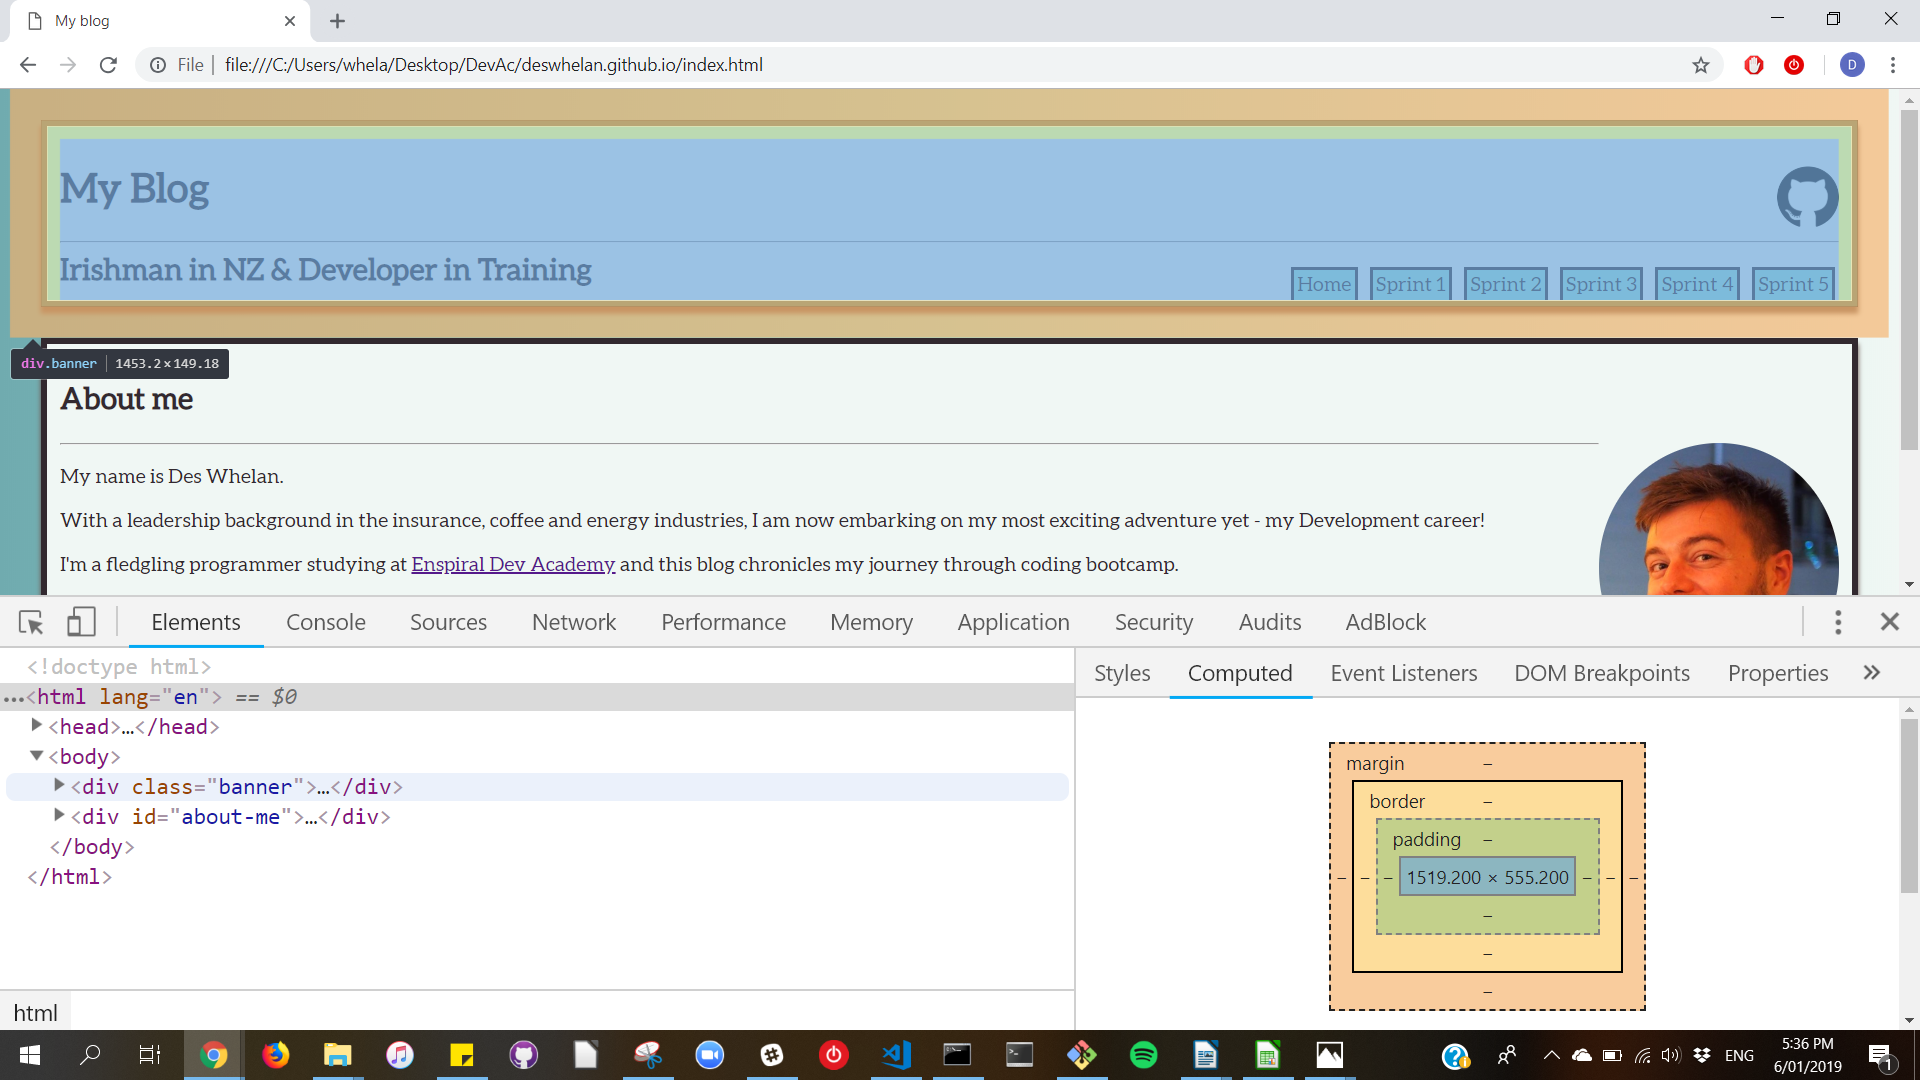 My blog
File
file:///C:/Users/whela/Desktop/DevAc/deswhelan.github.io/index.html
D
My Blog
Irishman in NZ & Developer in Training
Home Sprint 1 Sprint 2 Sprint 3 Sprint 4 Sprint 5
div.banner 1453.2×149.18
About me
My name is Des Whelan.
With a leadership background in the insurance, coffee and energy industries, I am now embarking on my most exciting adventure yet - my Development career!
I'm a fledgling programmer studying at Enspiral Dev Academy and this blog chronicles my journey through coding bootcamp.
Elements Console Sources Network Performance Memory Application Security Audits AdBlock
<!doctype html>
…<html lang="en"> == $0
<head>…</head>
<body>
<div class="banner">…</div>
<div id="about-me">…</div>
</body>
</html>
html
Styles Computed Event Listeners DOM Breakpoints Properties »
margin –
border –
padding –
– – – 1519.200 × 555.200 – – –
–
–
–
ENG
5:36 PM
6/01/2019
1